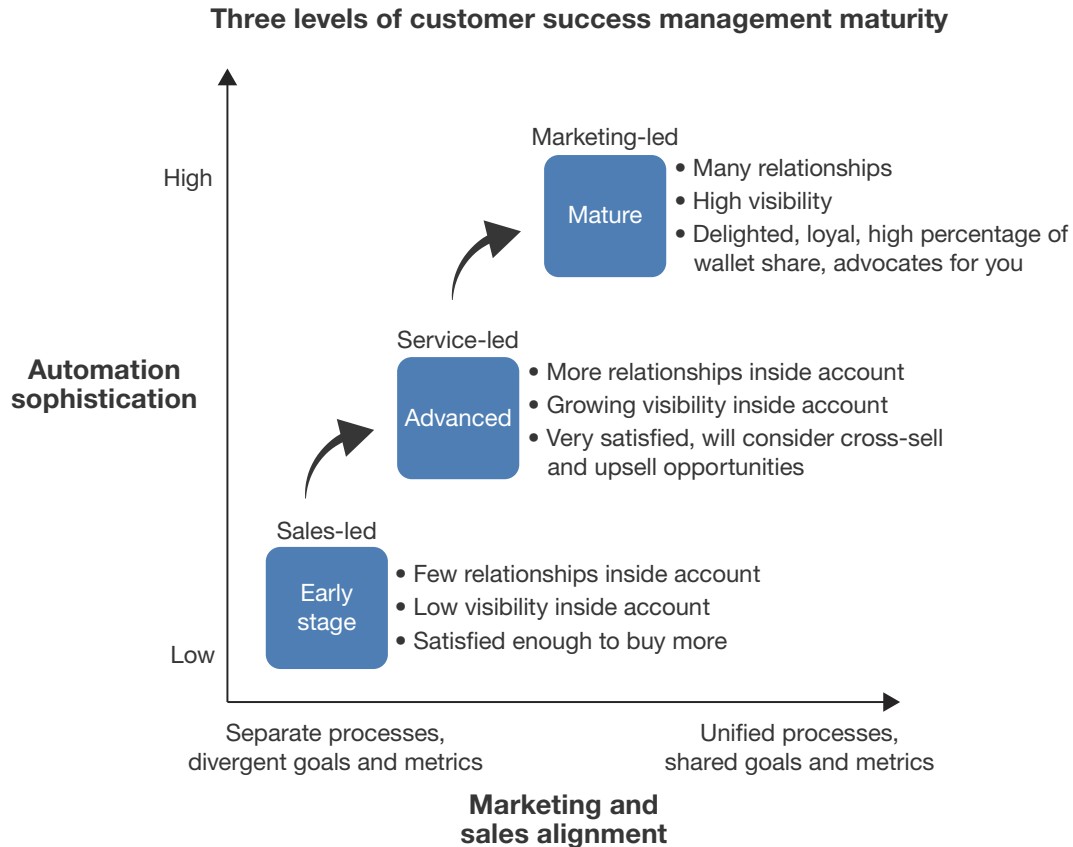 Three levels of customer success management maturity
High
Marketing-led
Mature
• Many relationships
• High visibility
• Delighted, loyal, high percentage of
wallet share, advocates for you
Automation
sophistication
Service-led
Advanced
• More relationships inside account
• Growing visibility inside account
• Very satisfied, will consider cross-sell
and upsell opportunities
Sales-led
Early
stage
• Few relationships inside account
• Low visibility inside account
• Satisfied enough to buy more
Low
Separate processes,
divergent goals and metrics
Unified processes,
shared goals and metrics
Marketing and
sales alignment